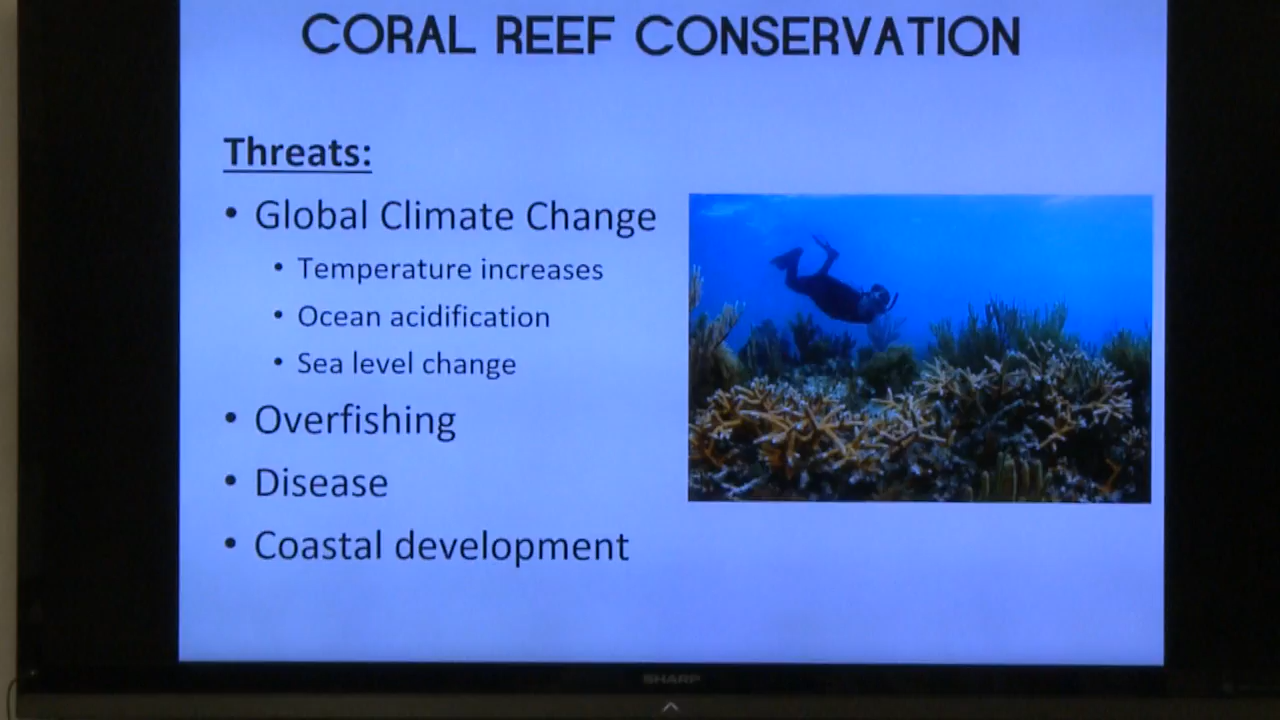 CORAL REEF CONSERVATION
Threats:
• Global Climate Change
• Temperature increases
• Ocean acidification
• Sea level change
• Overfishing
• Disease
• Coastal development
SHARP